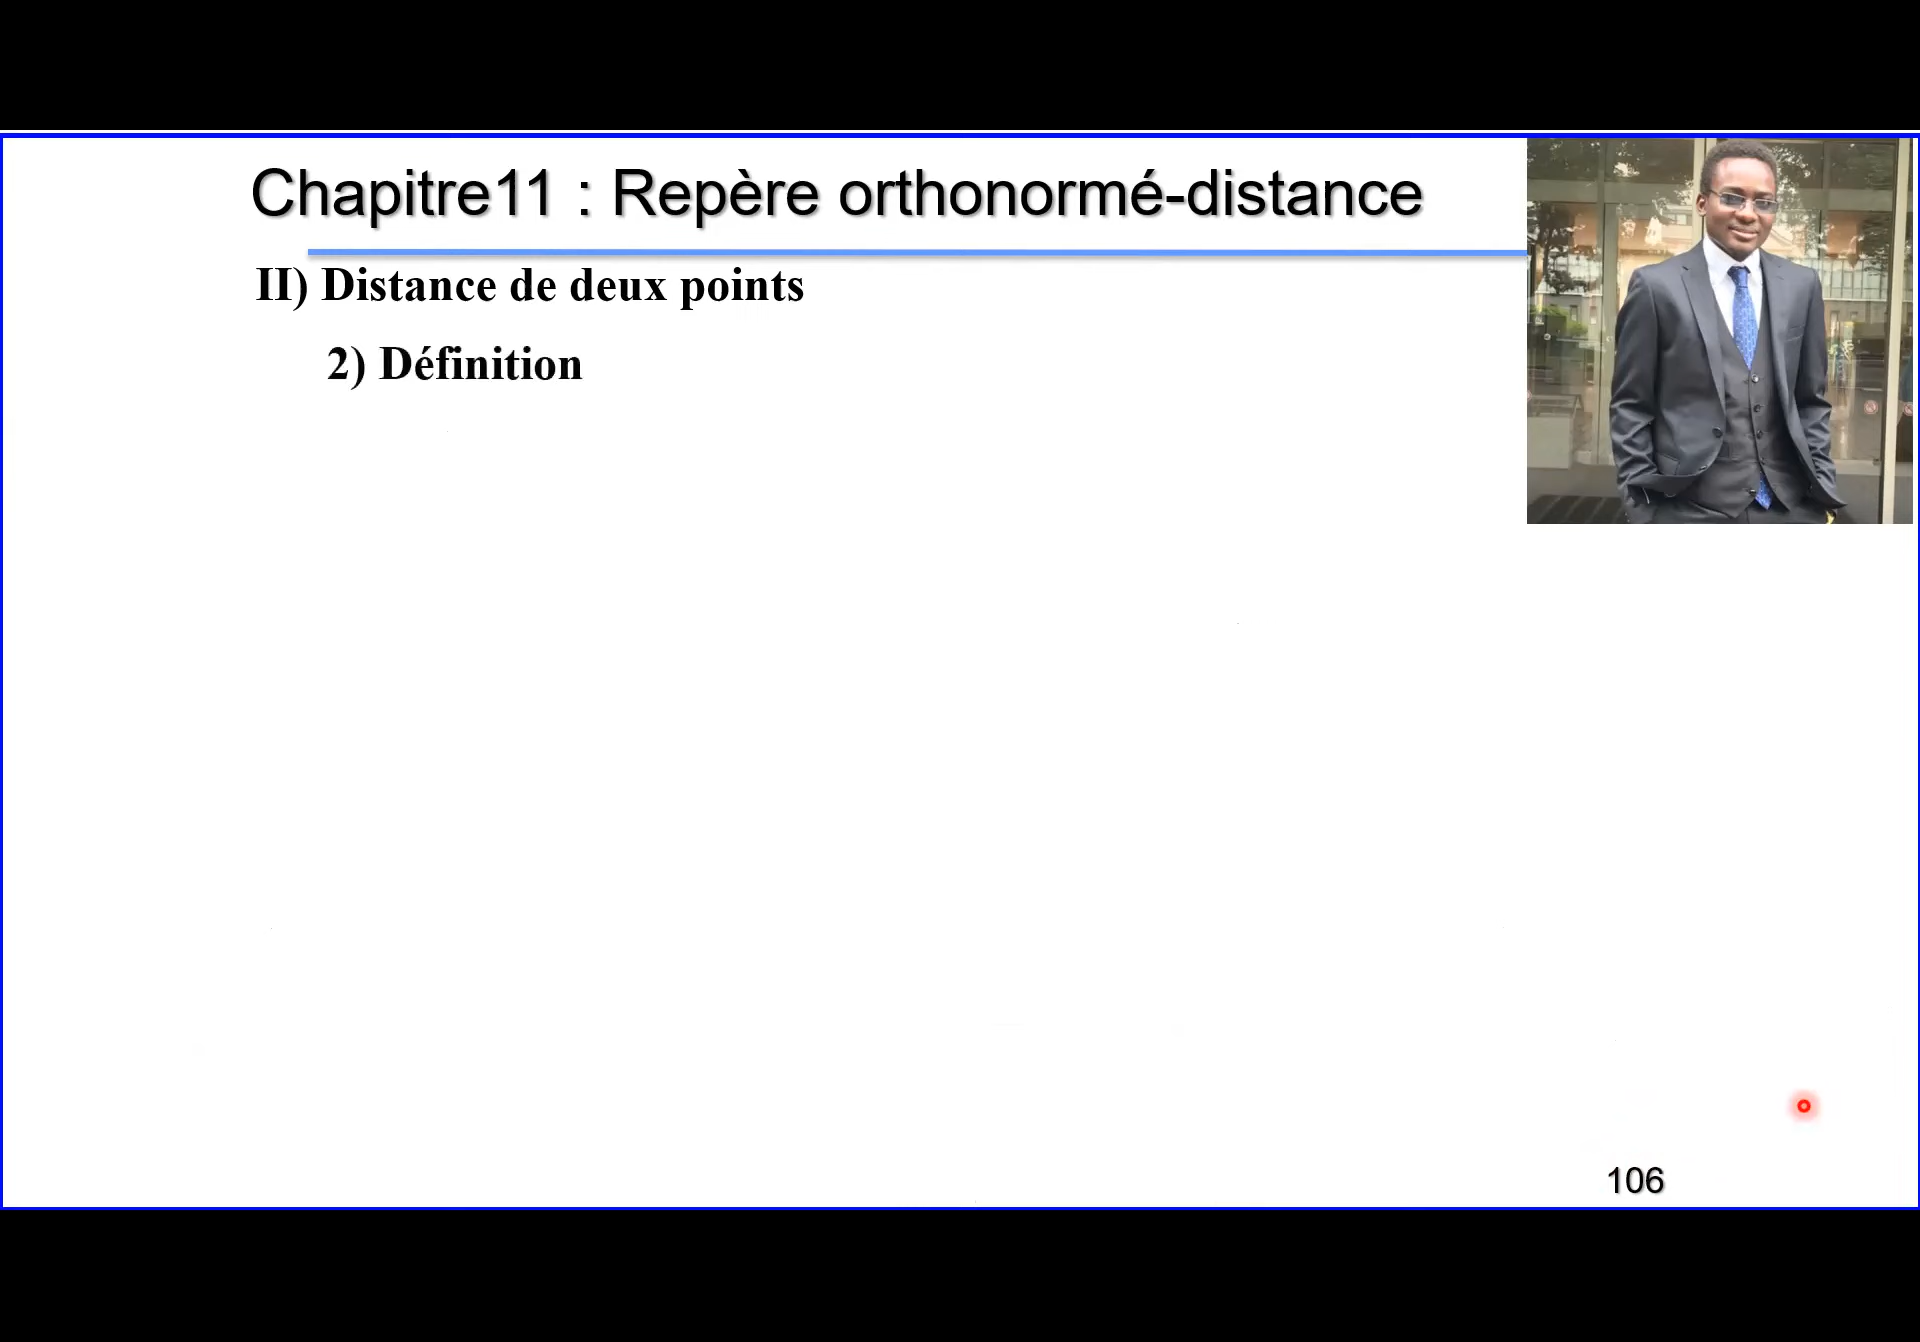 Chapitre11 : Repère orthonormé-distance
II) Distance de deux points
2) Définition
106